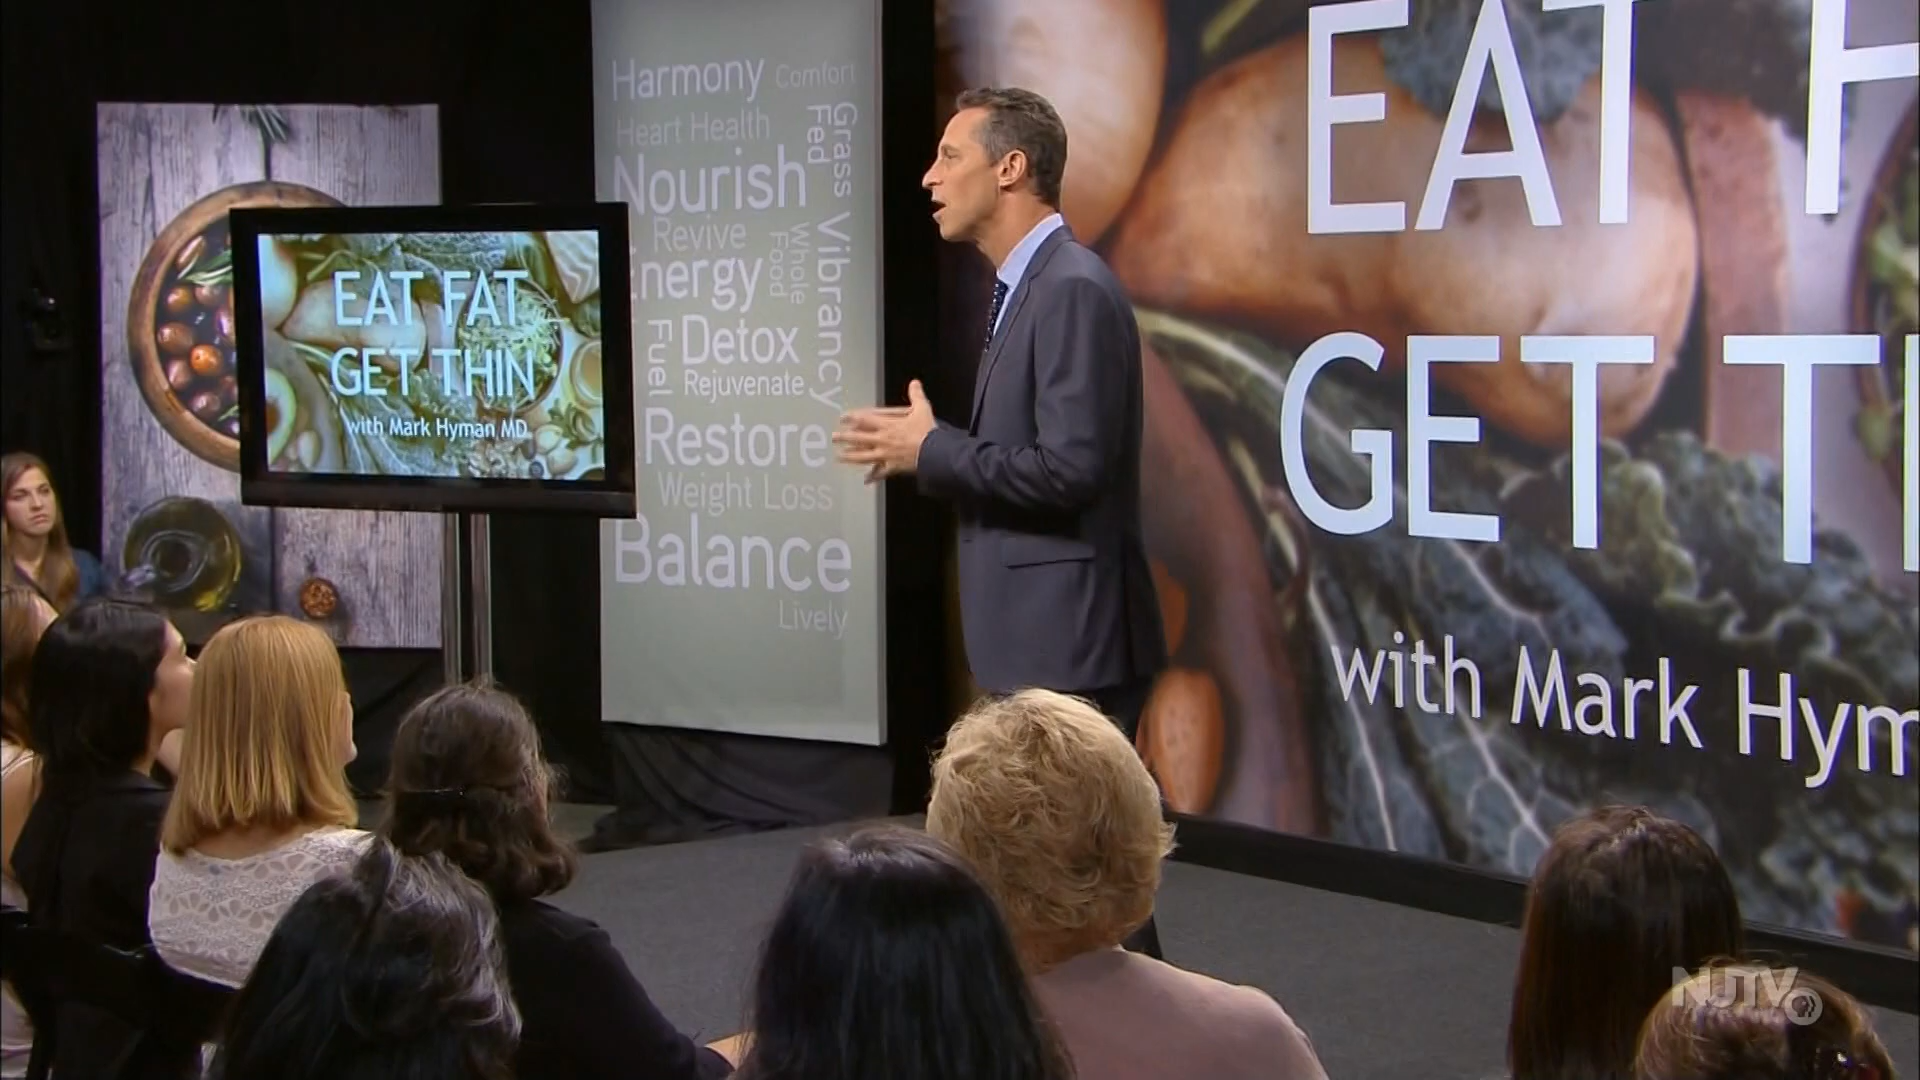 EAT FAT
GET THIN
with Mark Hyman MD
Harmony
Comfort
Heart Health
Grass
Fed
Nourish
Revive
Whole
Food
Vibrancy
Energy
Fuel
Detox
Rejuvenate
Restore
Weight Loss
Balance
Lively
EAT F
GET TH
with Mark Hym
NJTV